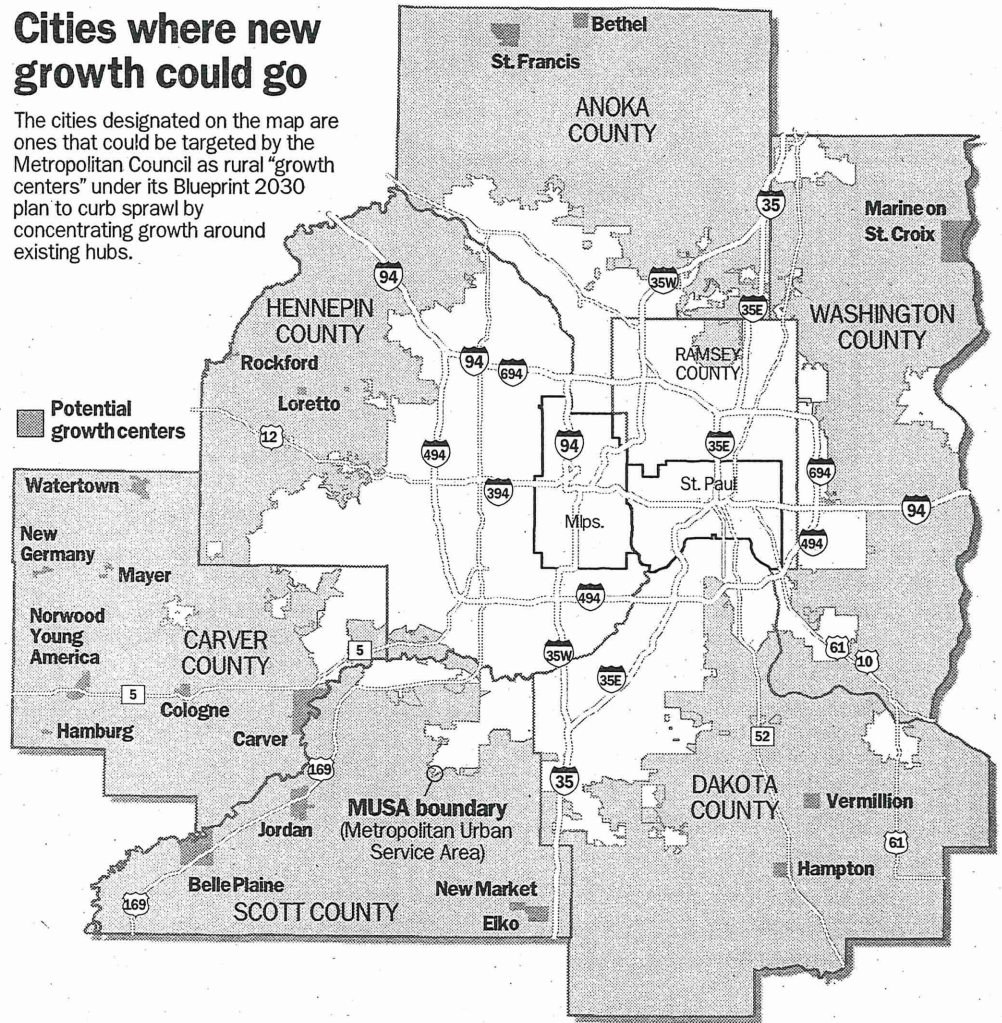 Cities where new
growth could go
The cities designated on the map are
ones that could be targeted by the
Metropolitan Council as rural "growth
centers" under its Blueprint 2030
plan to curb sprawl by
concentrating growth around
existing hubs.
Potential
growth centers
Bethel
St. Francis
ANOKA
COUNTY
35
Marine on
St. Croix
94
35W
35E
HENNEPIN
COUNTY
WASHINGTON
COUNTY
Rockford
94
694
RAMSEY
COUNTY
Loretto
12
494
94
35E
694
Watertown
394
St. Paul
94
Mpls.
494
New
Germany
Mayer
494
Norwood
Young
America
CARVER
COUNTY
5
35W
35E
61
10
5
Cologne
Hamburg
Carver
52
169
35
DAKOTA
COUNTY
MUSA boundary
(Metropolitan Urban
Service Area)
Vermillion
Jordan
61
Hampton
Belle Plaine
New Market
169
SCOTT COUNTY
Elko